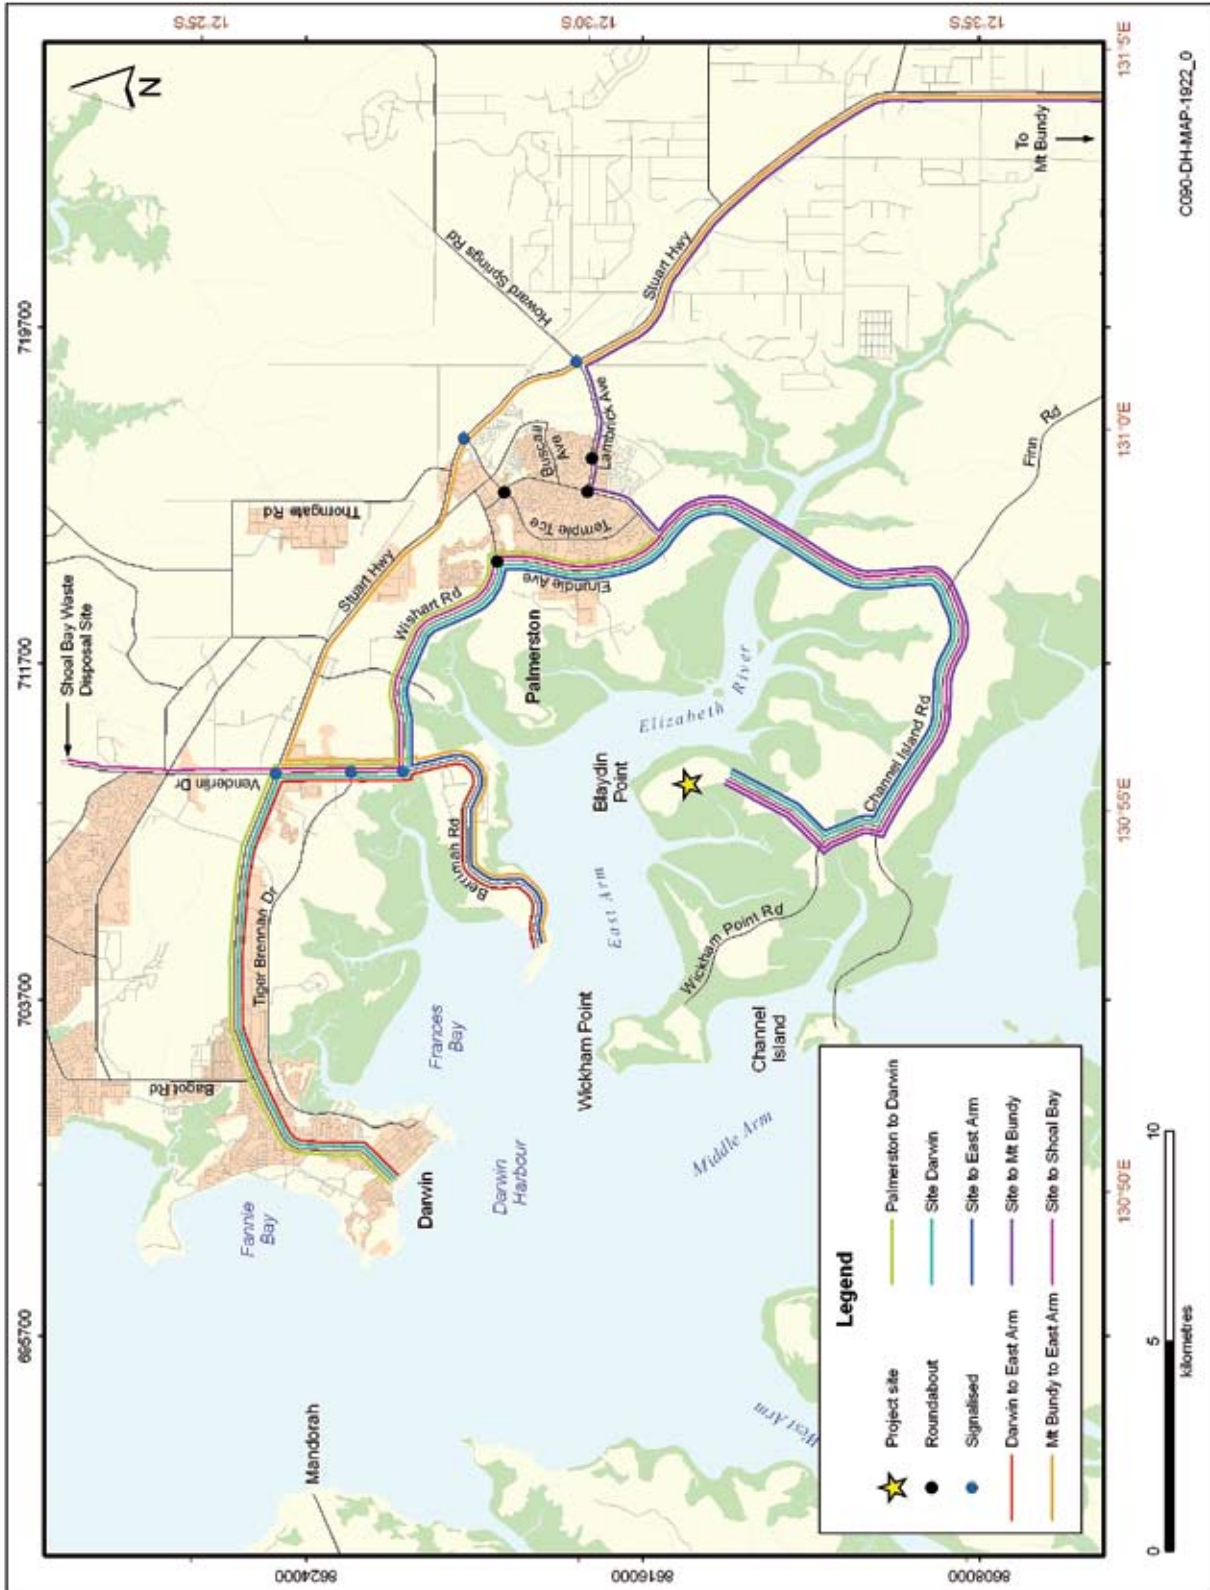 695700
703700
711700
719700
8624000
8616000
8608000
12°25'S
12°30'S
12°35'S
130°50'E
130°55'E
131°0'E
131°5'E
N
Shoal Bay Waste
Disposal Site
Vanderlin Dr
Thorngate Rd
Stuart Hwy
Howard Springs Rd
Bagot Rd
Tiger Brennan Dr
Wishart Rd
Berrimah Rd
Buscall
Ave
Lambrick Ave
Temple Tce
Elrundie Ave
Stuart Hwy
To
Mt Bundy
Mandorah
Fannie
Bay
Darwin
Darwin
Harbour
Frances
Bay
Palmerston
East Arm
Elizabeth River
Blaydin
Point
Wickham Point
Wickham Point Rd
Channel
Island
Channel Island Rd
Finn Rd
Middle Arm
West Arm
Legend
Project site
Roundabout
Signalised
Darwin to East Arm
Mt Bundy to East Arm
Palmerston to Darwin
Site Darwin
Site to East Arm
Site to Mt Bundy
Site to Shoal Bay
0
5
10
kilometres
C090-DH-MAP-1922_0